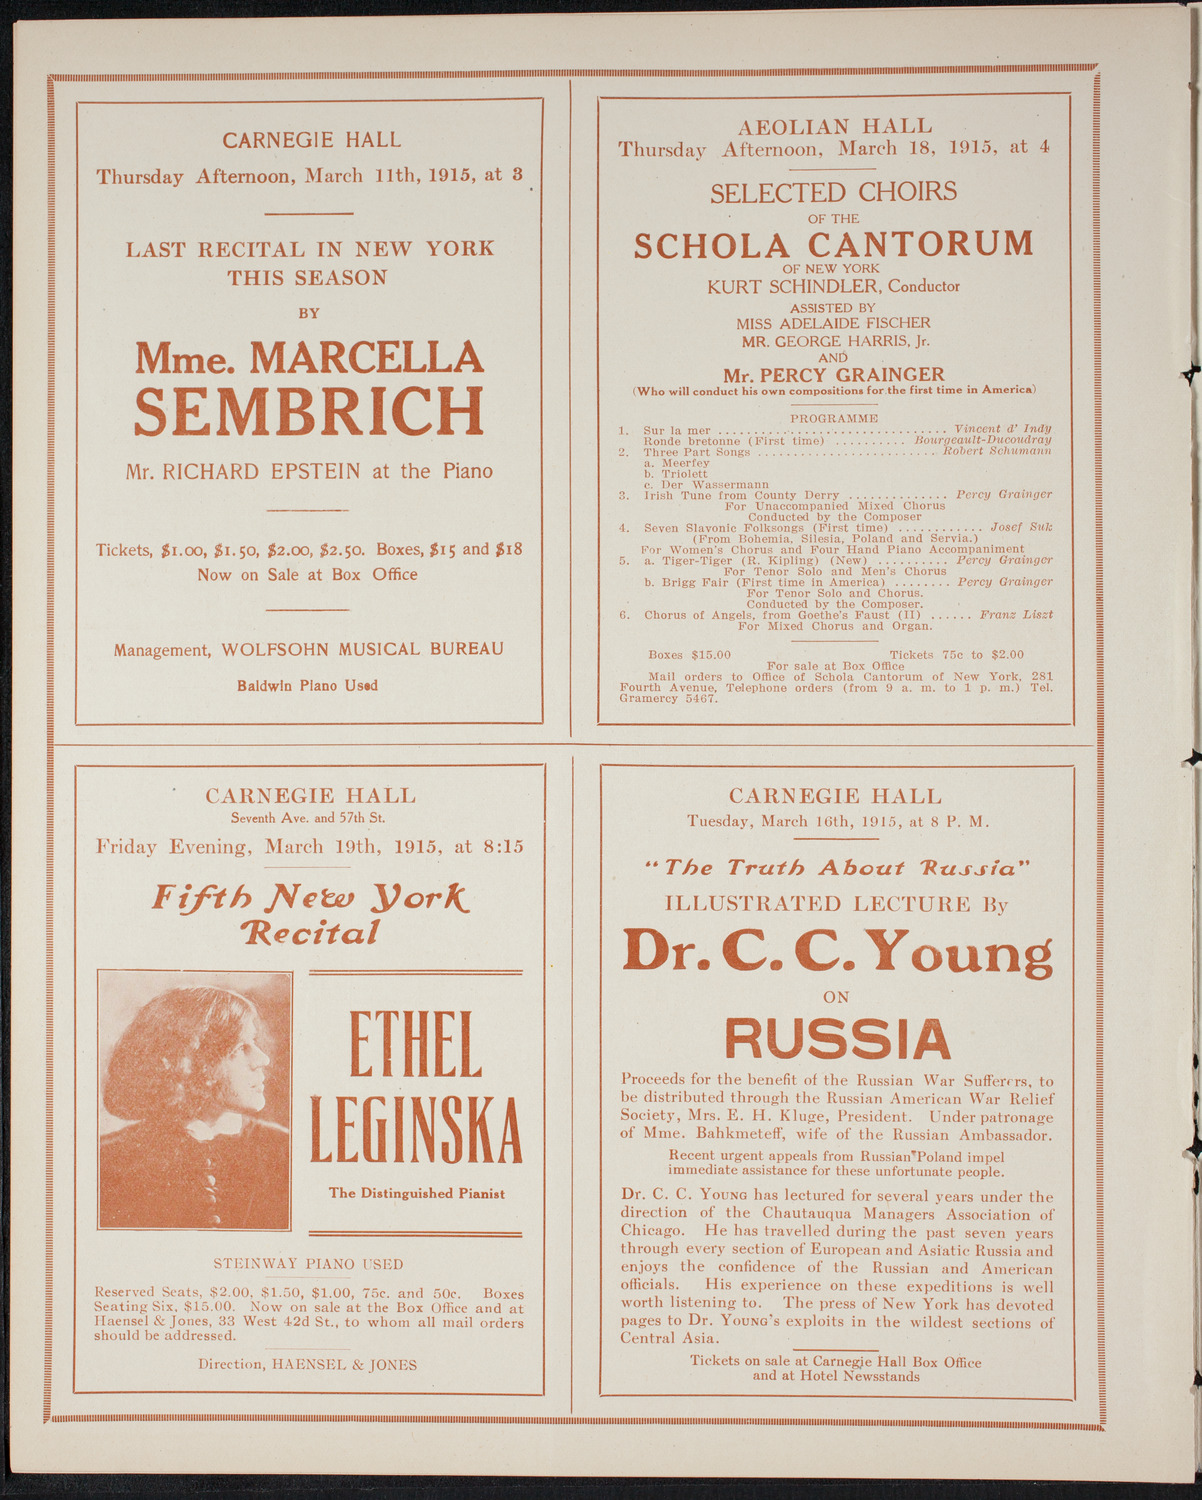 CARNEGIE HALL
Thursday Afternoon, March 11th, 1915, at 3
LAST RECITAL IN NEW YORK
THIS SEASON
BY
Mme. MARCELLA
SEMBRICH
Mr. RICHARD EPSTEIN at the Piano
Tickets, $1.00, $1.50, $2.00, $2.50. Boxes, $15 and $18
Now on Sale at Box Office
Management, WOLFSOHN MUSICAL BUREAU
Baldwin Piano Used
AEOLIAN HALL
Thursday Afternoon, March 18, 1915, at 4
SELECTED CHOIRS
OF THE
SCHOLA CANTORUM
OF NEW YORK
KURT SCHINDLER, Conductor
ASSISTED BY
MISS ADELAIDE FISCHER
MR. GEORGE HARRIS, Jr.
AND
Mr. PERCY GRAINGER
(Who will conduct his own compositions for the first time in America)
PROGRAMME
1. Sur la mer ................................ Vincent d' Indy
Ronde bretonne (First time) .......... Bourgeault-Ducoudray
2. Three Part Songs ......................... Robert Schumann
a. Meerfey
b. Triolett
c. Der Wassermann
3. Irish Tune from County Derry .............. Percy Grainger
For Unaccompanied Mixed Chorus
Conducted by the Composer
4. Seven Slavonic Folksongs (First time) ............ Josef Suk
(From Bohemia, Silesia, Poland and Servia.)
For Women's Chorus and Four Hand Piano Accompaniment
5. a. Tiger-Tiger (R. Kipling) (New) .......... Percy Grainger
For Tenor Solo and Men's Chorus
b. Brigg Fair (First time in America) ........ Percy Grainger
For Tenor Solo and Chorus.
Conducted by the Composer.
6. Chorus of Angels, from Goethe's Faust (II) ...... Franz Liszt
For Mixed Chorus and Organ.
Boxes $15.00 Tickets 75c to $2.00
For sale at Box Office
Mail orders to Office of Schola Cantorum of New York, 281
Fourth Avenue, Telephone orders (from 9 a. m. to 1 p. m.) Tel.
Gramercy 5467.
CARNEGIE HALL
Seventh Ave. and 57th St.
Friday Evening, March 19th, 1915, at 8:15
Fifth New York
Recital
ETHEL
LEGINSKA
The Distinguished Pianist
STEINWAY PIANO USED
Reserved Seats, $2.00, $1.50, $1.00, 75c. and 50c. Boxes
Seating Six, $15.00. Now on sale at the Box Office and at
Haensel & Jones, 33 West 42d St., to whom all mail orders
should be addressed.
Direction, HAENSEL & JONES
CARNEGIE HALL
Tuesday, March 16th, 1915, at 8 P. M.
"The Truth About Russia"
ILLUSTRATED LECTURE By
Dr. C. C. Young
ON
RUSSIA
Proceeds for the benefit of the Russian War Sufferers, to
be distributed through the Russian American War Relief
Society, Mrs. E. H. Kluge, President. Under patronage
of Mme. Bahkmeteff, wife of the Russian Ambassador.
Recent urgent appeals from Russian Poland impel
immediate assistance for these unfortunate people.
Dr. C. C. YOUNG has lectured for several years under the
direction of the Chautauqua Managers Association of
Chicago. He has travelled during the past seven years
through every section of European and Asiatic Russia and
enjoys the confidence of the Russian and American
officials. His experience on these expeditions is well
worth listening to. The press of New York has devoted
pages to Dr. YOUNG'S exploits in the wildest sections of
Central Asia.
Tickets on sale at Carnegie Hall Box Office
and at Hotel Newsstands